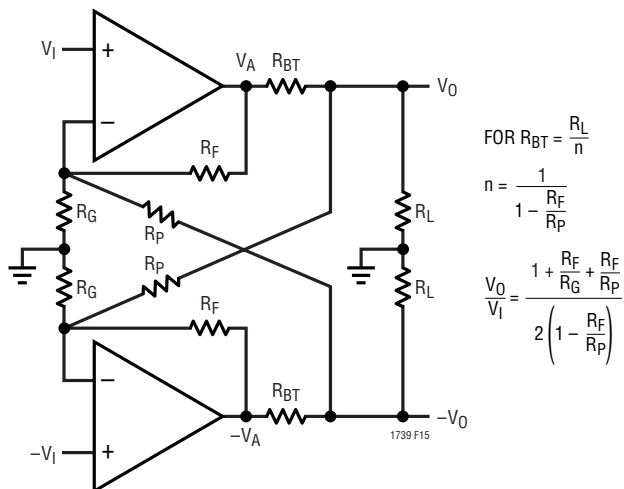 V_I
+
−
V_A
R_BT
V_O
R_F
R_G
R_P
R_L
R_G
R_P
R_L
R_F
−
R_BT
−V_I
+
−V_A
−V_O
1739 F15
FOR R_BT = R_L / n
n = 1 / (1 − R_F / R_P)
V_O / V_I = (1 + R_F / R_G + R_F / R_P) / (2 (1 − R_F / R_P))